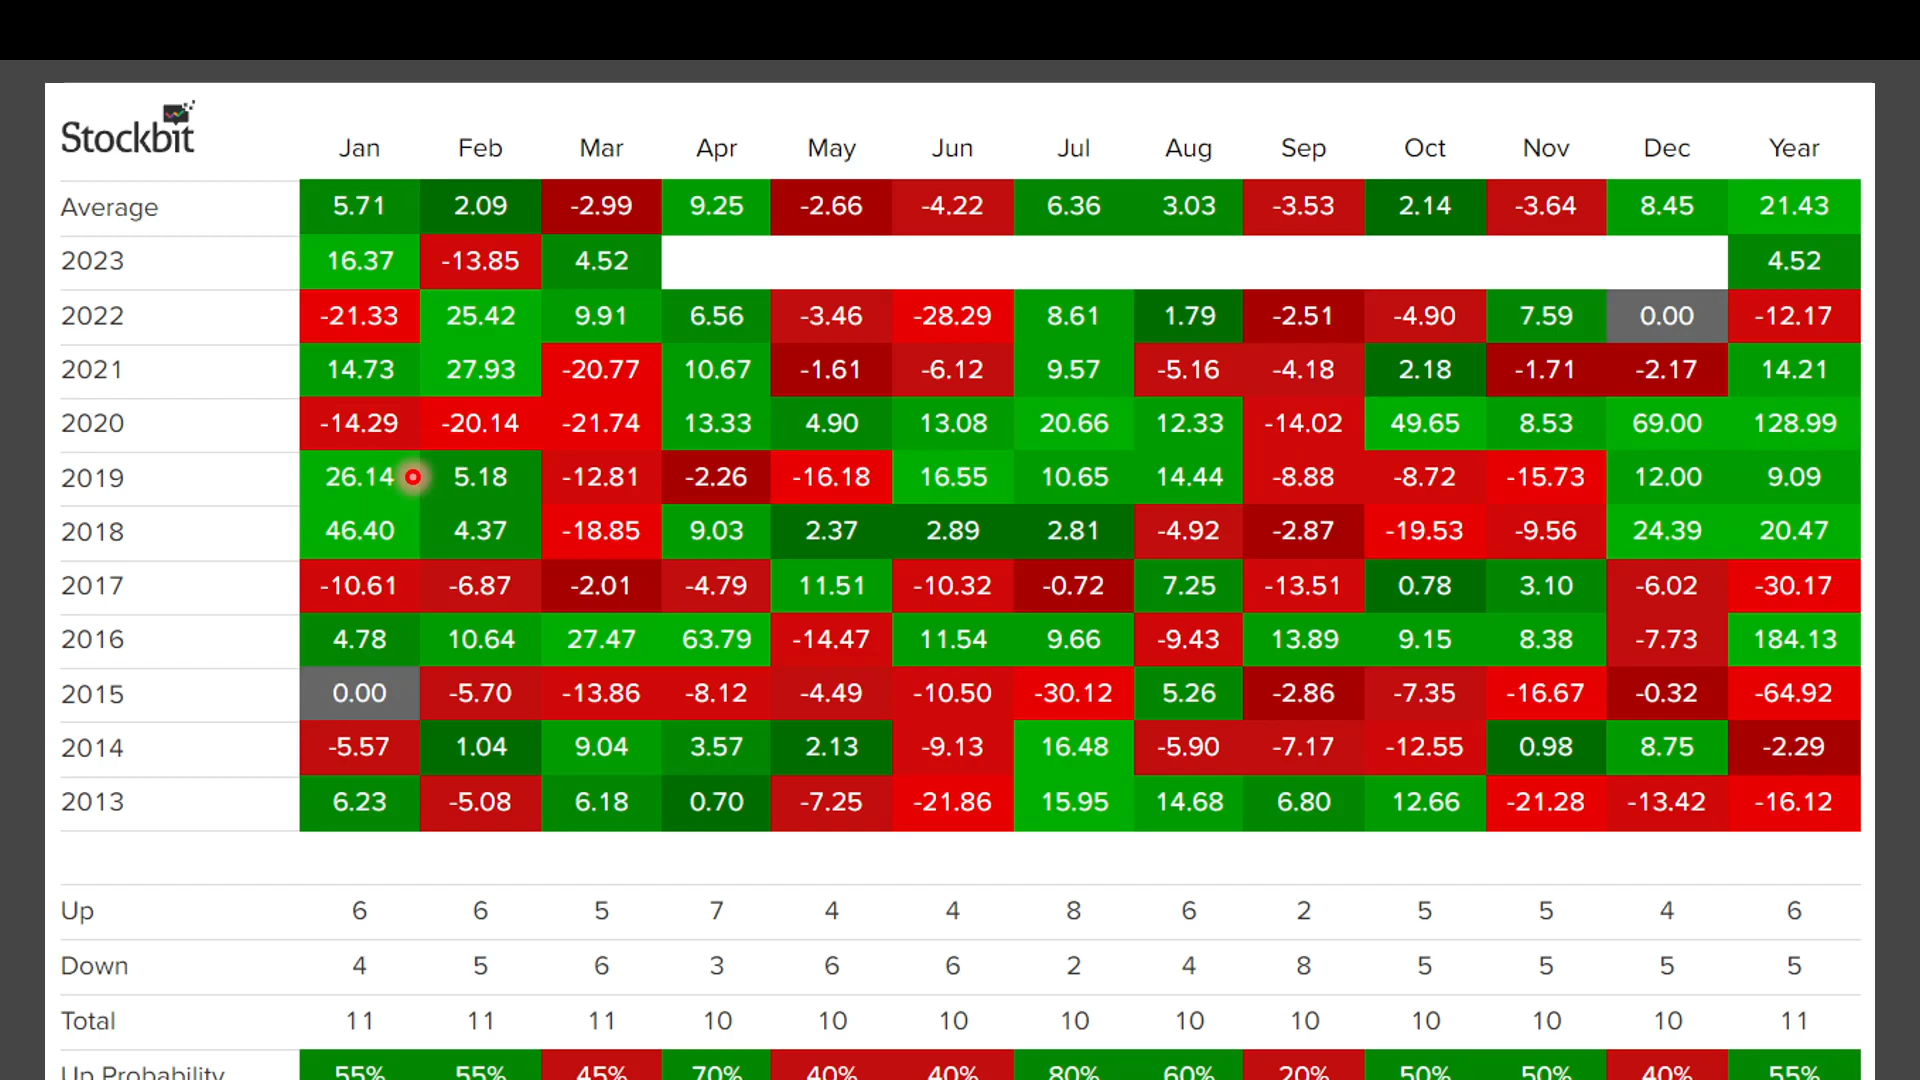 Stockbit
Jan Feb Mar Apr May Jun Jul Aug Sep Oct Nov Dec Year
Average 5.71 2.09 -2.99 9.25 -2.66 -4.22 6.36 3.03 -3.53 2.14 -3.64 8.45 21.43
2023 16.37 -13.85 4.52 4.52
2022 -21.33 25.42 9.91 6.56 -3.46 -28.29 8.61 1.79 -2.51 -4.90 7.59 0.00 -12.17
2021 14.73 27.93 -20.77 10.67 -1.61 -6.12 9.57 -5.16 -4.18 2.18 -1.71 -2.17 14.21
2020 -14.29 -20.14 -21.74 13.33 4.90 13.08 20.66 12.33 -14.02 49.65 8.53 69.00 128.99
2019 26.14 5.18 -12.81 -2.26 -16.18 16.55 10.65 14.44 -8.88 -8.72 -15.73 12.00 9.09
2018 46.40 4.37 -18.85 9.03 2.37 2.89 2.81 -4.92 -2.87 -19.53 -9.56 24.39 20.47
2017 -10.61 -6.87 -2.01 -4.79 11.51 -10.32 -0.72 7.25 -13.51 0.78 3.10 -6.02 -30.17
2016 4.78 10.64 27.47 63.79 -14.47 11.54 9.66 -9.43 13.89 9.15 8.38 -7.73 184.13
2015 0.00 -5.70 -13.86 -8.12 -4.49 -10.50 -30.12 5.26 -2.86 -7.35 -16.67 -0.32 -64.92
2014 -5.57 1.04 9.04 3.57 2.13 -9.13 16.48 -5.90 -7.17 -12.55 0.98 8.75 -2.29
2013 6.23 -5.08 6.18 0.70 -7.25 -21.86 15.95 14.68 6.80 12.66 -21.28 -13.42 -16.12
Up 6 6 5 7 4 4 8 6 2 5 5 4 6
Down 4 5 6 3 6 6 2 4 8 5 5 5 5
Total 11 11 11 10 10 10 10 10 10 10 10 10 11
Up Probability 55% 55% 45% 70% 40% 40% 80% 60% 20% 50% 50% 40% 55%